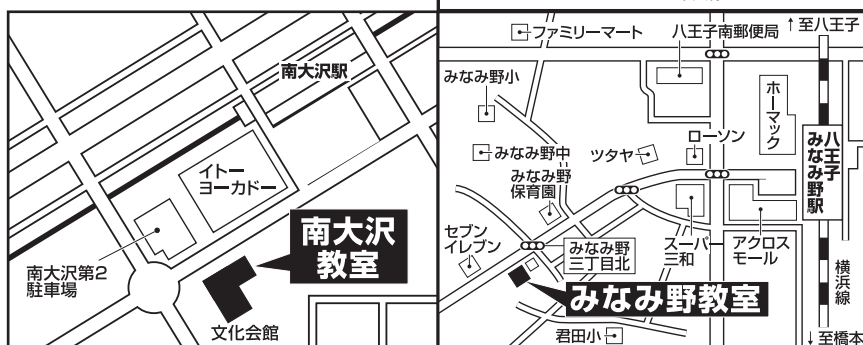 南大沢駅
イトー
ヨーカドー
南大沢
教室
南大沢第2
駐車場
文化会館
ファミリーマート
八王子南郵便局
↑至八王子
みなみ野小
ホーマック
みなみ野中
ツタヤ
ローソン
八王子
みなみ野駅
みなみ野
保育園
セブン
イレブン
みなみ野
三丁目北
スーパー
三和
アクロス
モール
横浜線
みなみ野教室
君田小
↓至橋本